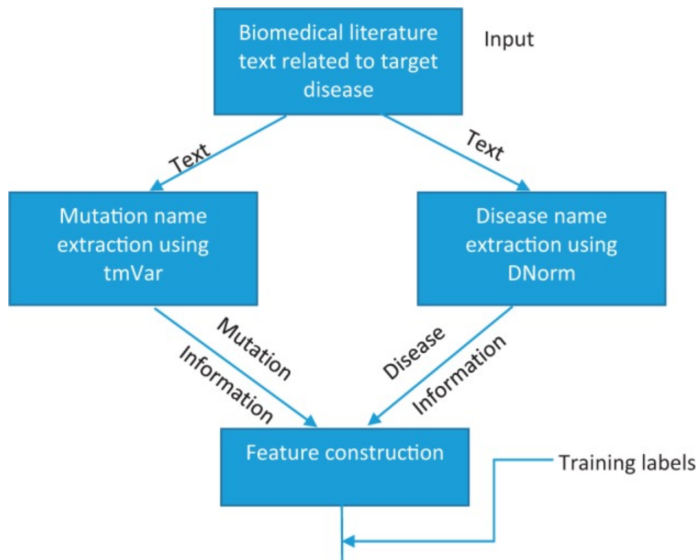 Biomedical literature
text related to target
disease
Input
Text
Text
Mutation name
extraction using
tmVar
Disease name
extraction using
DNorm
Mutation
Information
Disease
Information
Feature construction
Training labels